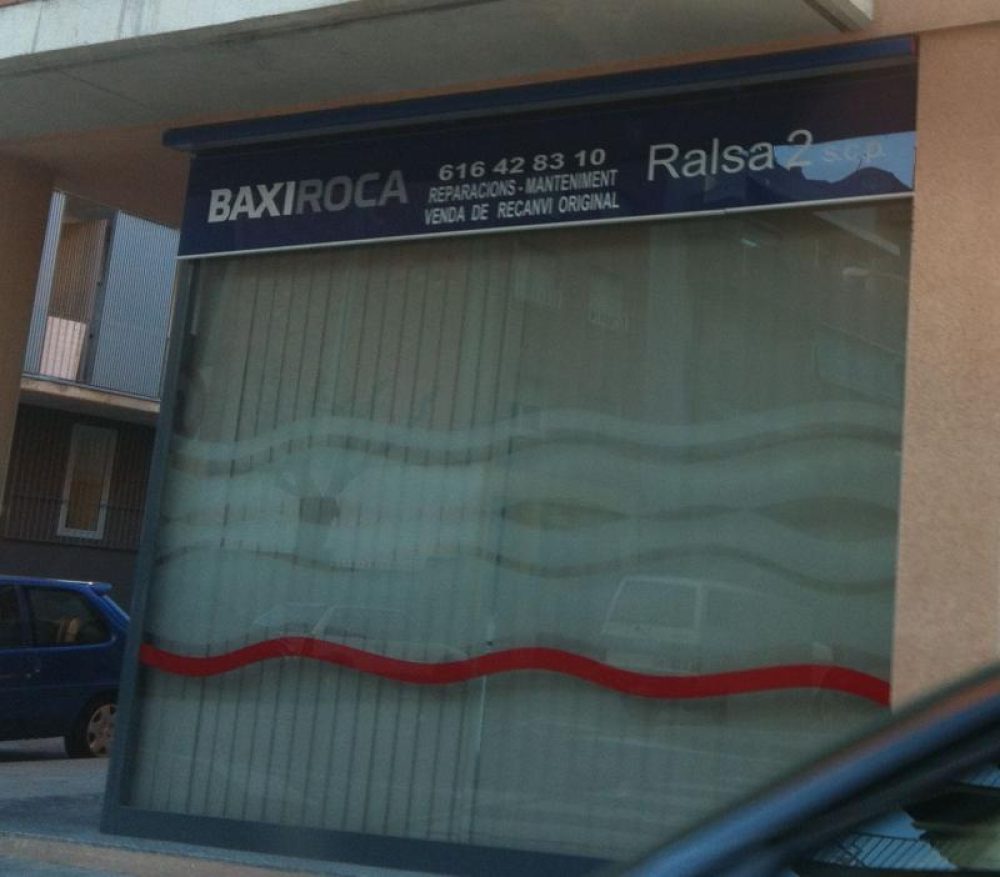 BAXIROCA
616 42 83 10
REPARACIONS - MANTENIMENT
VENDA DE RECANVI ORIGINAL
Ralsa 2 s.c.p.